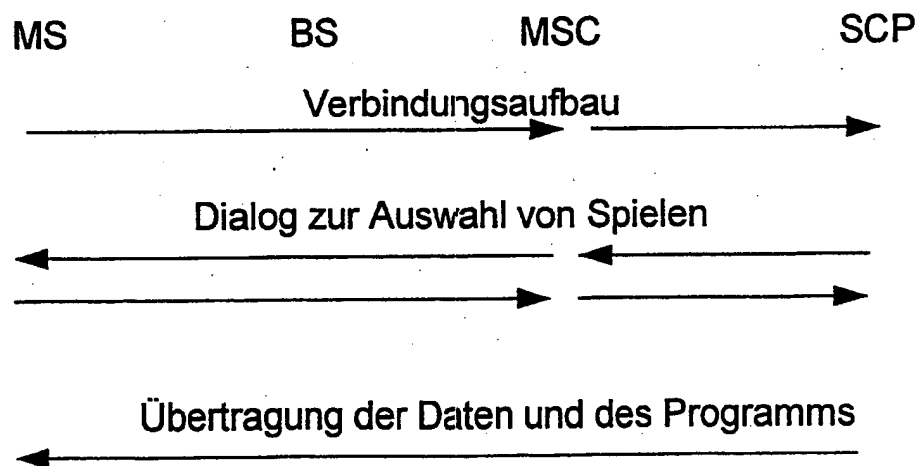 MS BS MSC SCP
Verbindungsaufbau
Dialog zur Auswahl von Spielen
Übertragung der Daten und des Programms